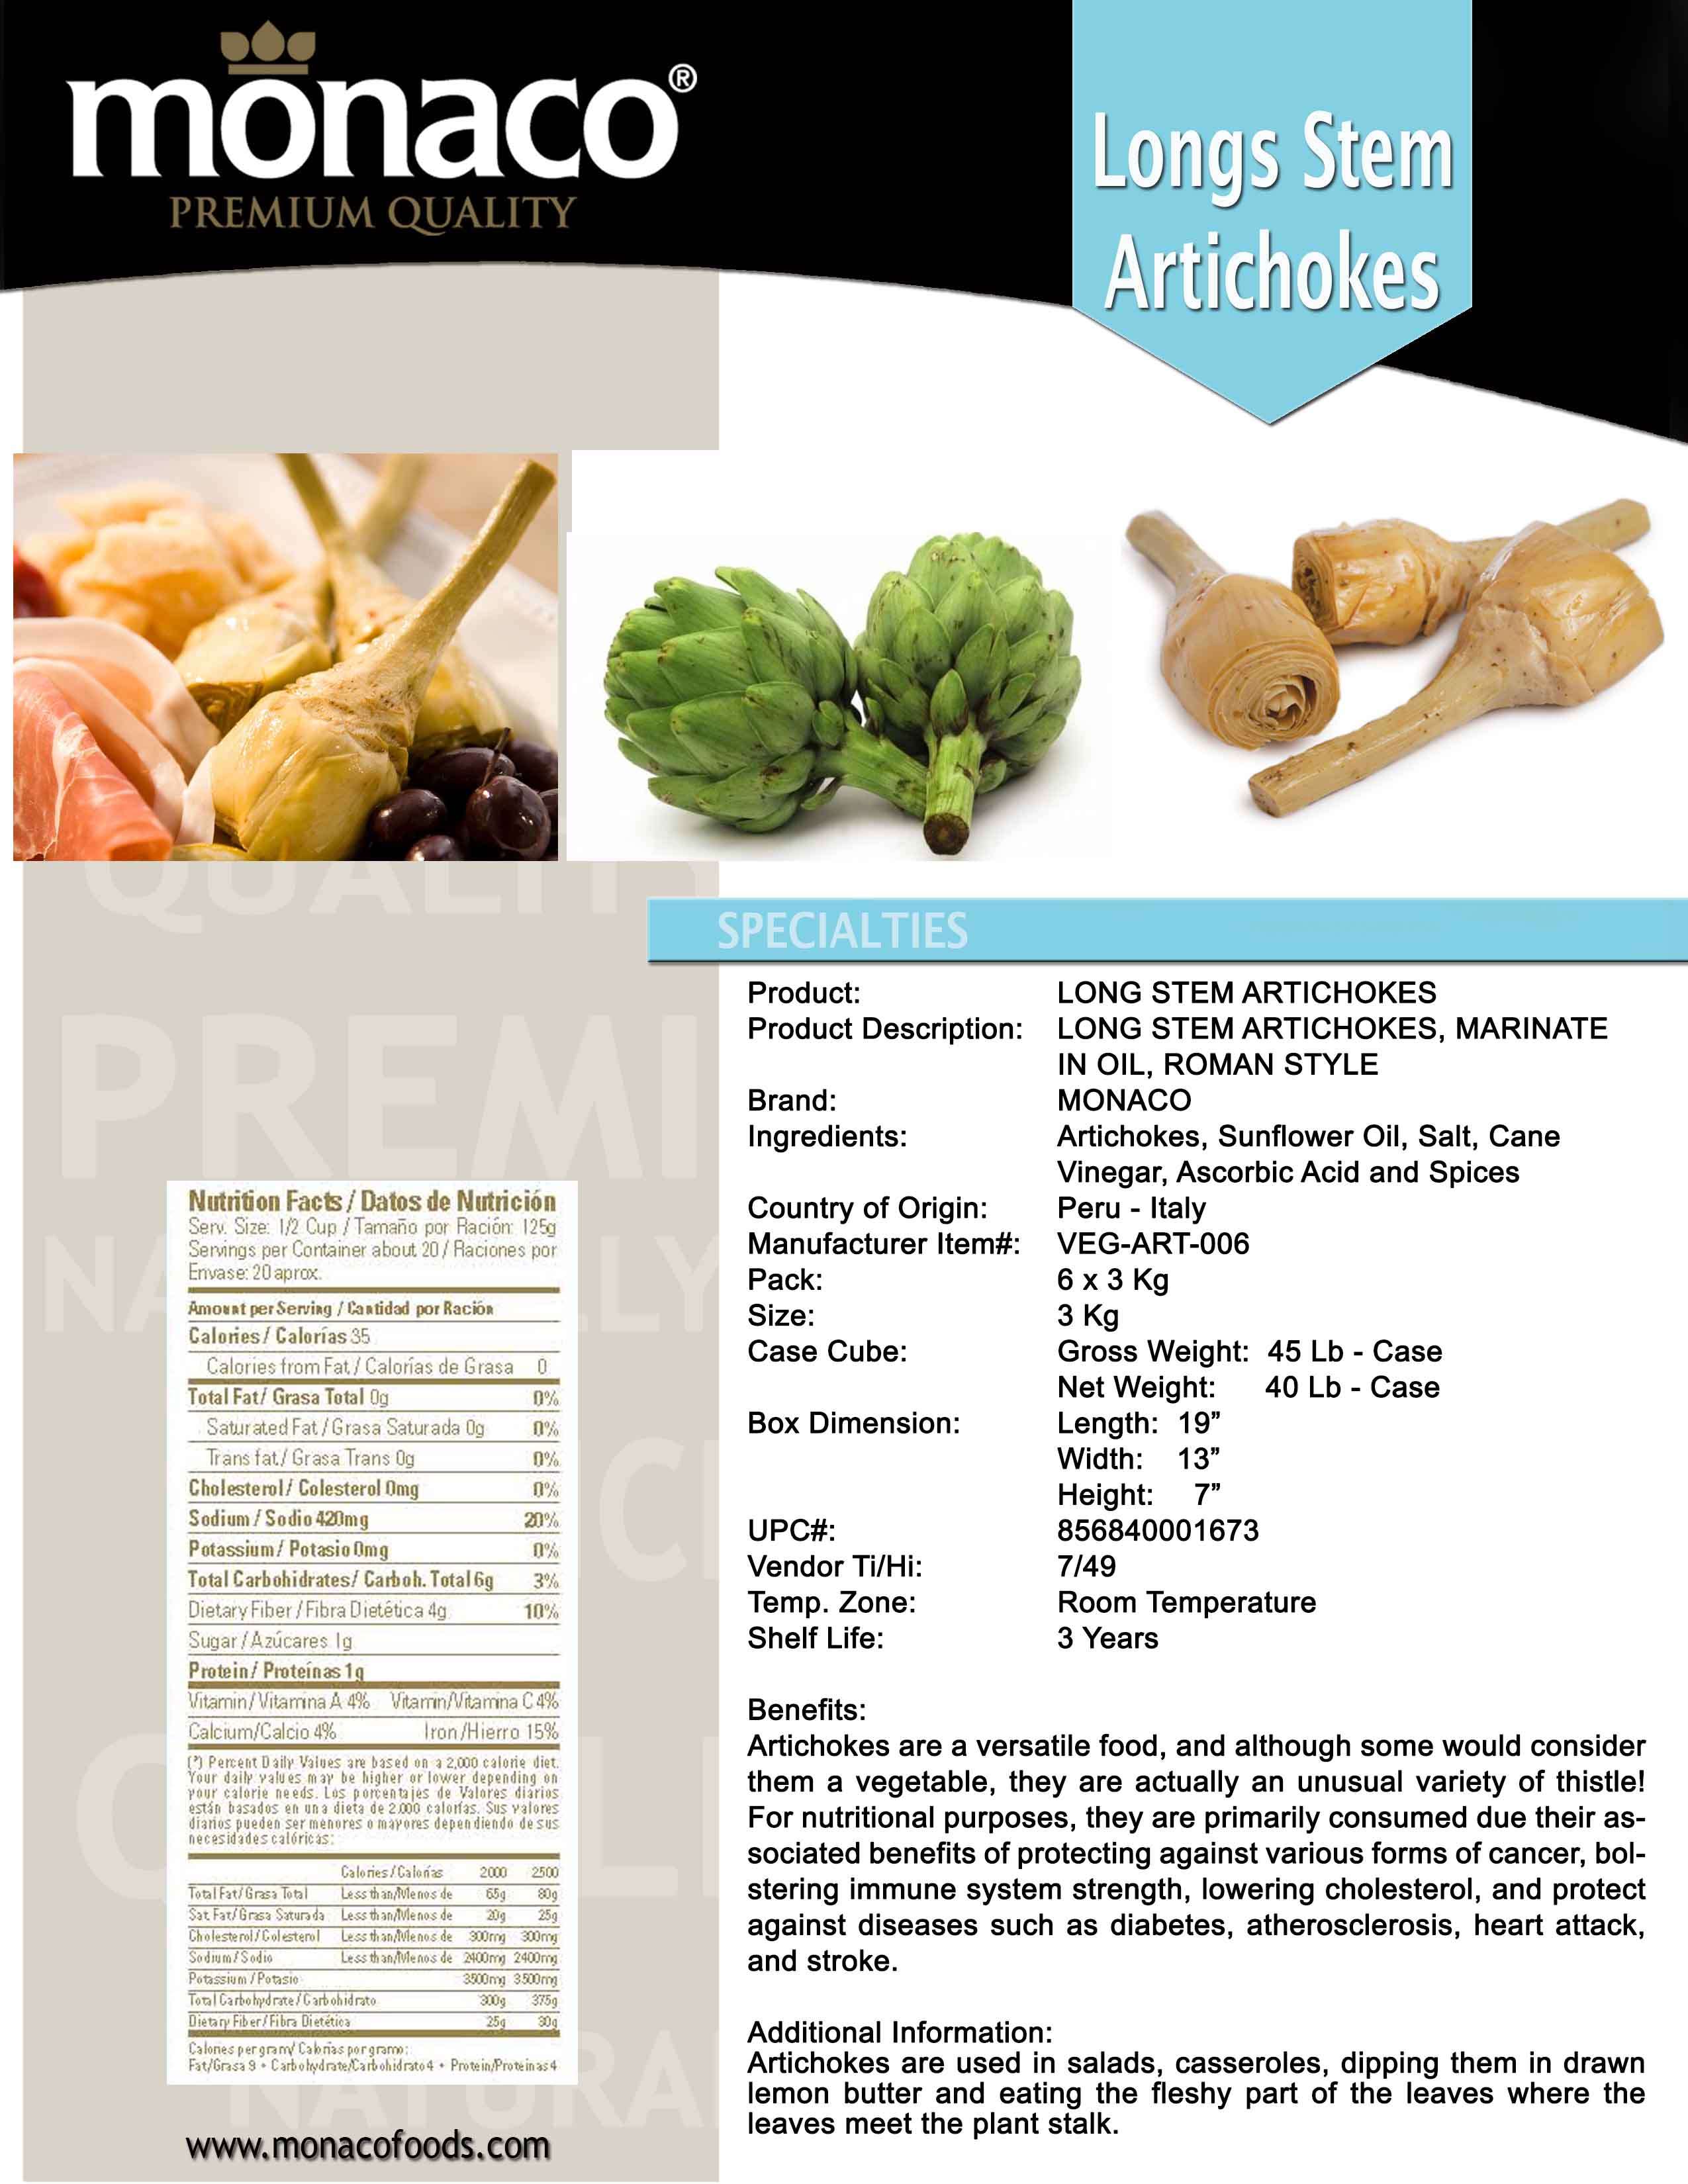 monaco®
PREMIUM QUALITY
Longs Stem
Artichokes
QUALITY
PREMI
SPECIALTIES
Product: LONG STEM ARTICHOKES
Product Description: LONG STEM ARTICHOKES, MARINATE
IN OIL, ROMAN STYLE
Brand: MONACO
Ingredients: Artichokes, Sunflower Oil, Salt, Cane
Vinegar, Ascorbic Acid and Spices
Country of Origin: Peru - Italy
Manufacturer Item#: VEG-ART-006
Pack: 6 x 3 Kg
Size: 3 Kg
Case Cube: Gross Weight: 45 Lb - Case
Net Weight: 40 Lb - Case
Box Dimension: Length: 19”
Width: 13”
Height: 7”
UPC#: 856840001673
Vendor Ti/Hi: 7/49
Temp. Zone: Room Temperature
Shelf Life: 3 Years
Benefits:
Artichokes are a versatile food, and although some would consider
them a vegetable, they are actually an unusual variety of thistle!
For nutritional purposes, they are primarily consumed due their as-
sociated benefits of protecting against various forms of cancer, bol-
stering immune system strength, lowering cholesterol, and protect
against diseases such as diabetes, atherosclerosis, heart attack,
and stroke.
Additional Information:
Artichokes are used in salads, casseroles, dipping them in drawn
lemon butter and eating the fleshy part of the leaves where the
leaves meet the plant stalk.
Nutrition Facts / Datos de Nutrición
Serv. Size: 1/2 Cup / Tamaño por Ración: 125g
Servings per Container about 20 / Raciones por
Envase: 20 aprox.
Amount per Serving / Cantidad por Ración
Calories / Calorías 35
Calories from Fat / Calorías de Grasa 0
Total Fat / Grasa Total 0g 0%
Saturated Fat / Grasa Saturada 0g 0%
Trans fat / Grasa Trans 0g 0%
Cholesterol / Colesterol 0mg 0%
Sodium / Sodio 420mg 20%
Potassium / Potasio 0mg 0%
Total Carbohidrates / Carboh. Total 6g 3%
Dietary Fiber / Fibra Dietética 4g 10%
Sugar / Azúcares 1g
Protein / Proteínas 1g
Vitamin / Vitamina A 4% Vitamin/Vitamina C 4%
Calcium/Calcio 4% Iron / Hierro 15%
(*) Percent Daily Values are based on a 2,000 calorie diet.
Your daily values may be higher or lower depending on
your calorie needs. Los porcentajes de Valores diarios
están basados en una dieta de 2.000 calorías. Sus valores
diarios pueden ser menores o mayores dependiendo de sus
necesidades calóricas:
Calories / Calorías 2000 2500
Total Fat/ Grasa Total Less than/Menos de 65g 80g
Sat. Fat/ Grasa Saturada Less than/Menos de 20g 25g
Cholesterol / Colesterol Less than/Menos de 300mg 300mg
Sodium / Sodio Less than/Menos de 2400mg 2400mg
Potassium / Potasio 3500mg 3500mg
Total Carbohydrate / Carbohidrato 300g 375g
Dietary Fiber / Fibra Dietética 25g 30g
Calories per gram/ Calorías por gramo:
Fat/Grasa 9 • Carbohydrate/Carbohidrato 4 • Protein/Proteínas 4
NATURA
www.monacofoods.com